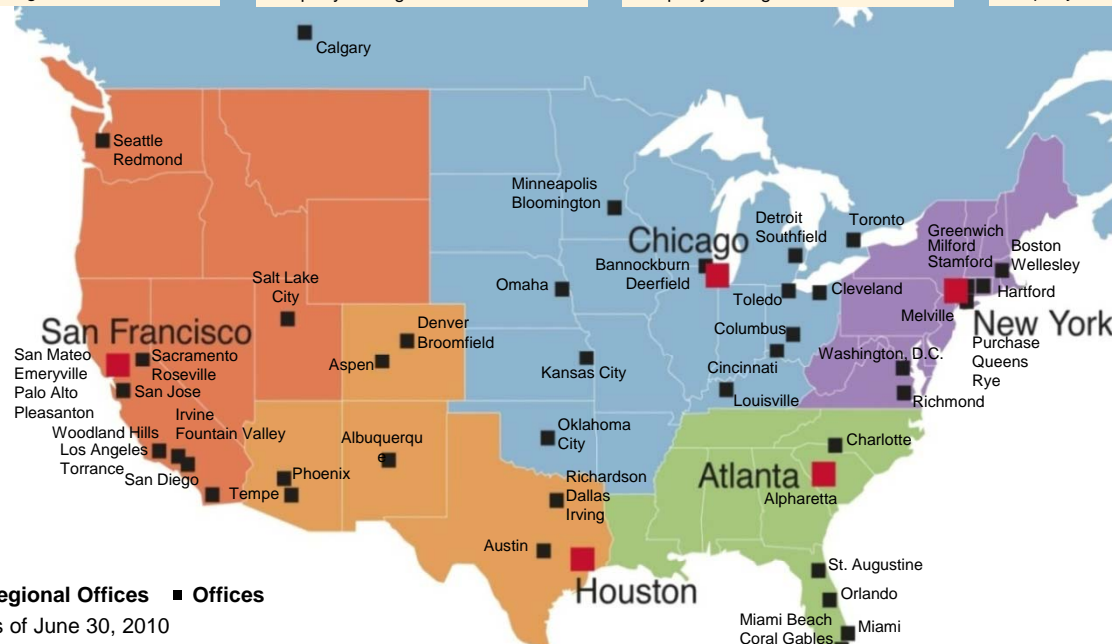 Calgary
Seattle
Redmond
Minneapolis
Bloomington
Detroit
Southfield
Toronto
Chicago
Bannockburn
Deerfield
Greenwich
Milford
Stamford
Boston
Wellesley
Hartford
Salt Lake
City
Omaha
Toledo
Cleveland
Melville
New York
Purchase
Queens
Rye
San Francisco
San Mateo
Emeryville
Palo Alto
Pleasanton
Sacramento
Roseville
San Jose
Denver
Broomfield
Aspen
Kansas City
Columbus
Cincinnati
Louisville
Washington, D.C.
Richmond
Irvine
Fountain Valley
Woodland Hills
Los Angeles
Torrance
San Diego
Albuquerqu
e
Phoenix
Tempe
Oklahoma
City
Richardson
Dallas
Irving
Charlotte
Atlanta
Alpharetta
Austin
Houston
St. Augustine
Orlando
Miami Beach
Coral Gables
Miami
egional Offices ■ Offices
s of June 30, 2010